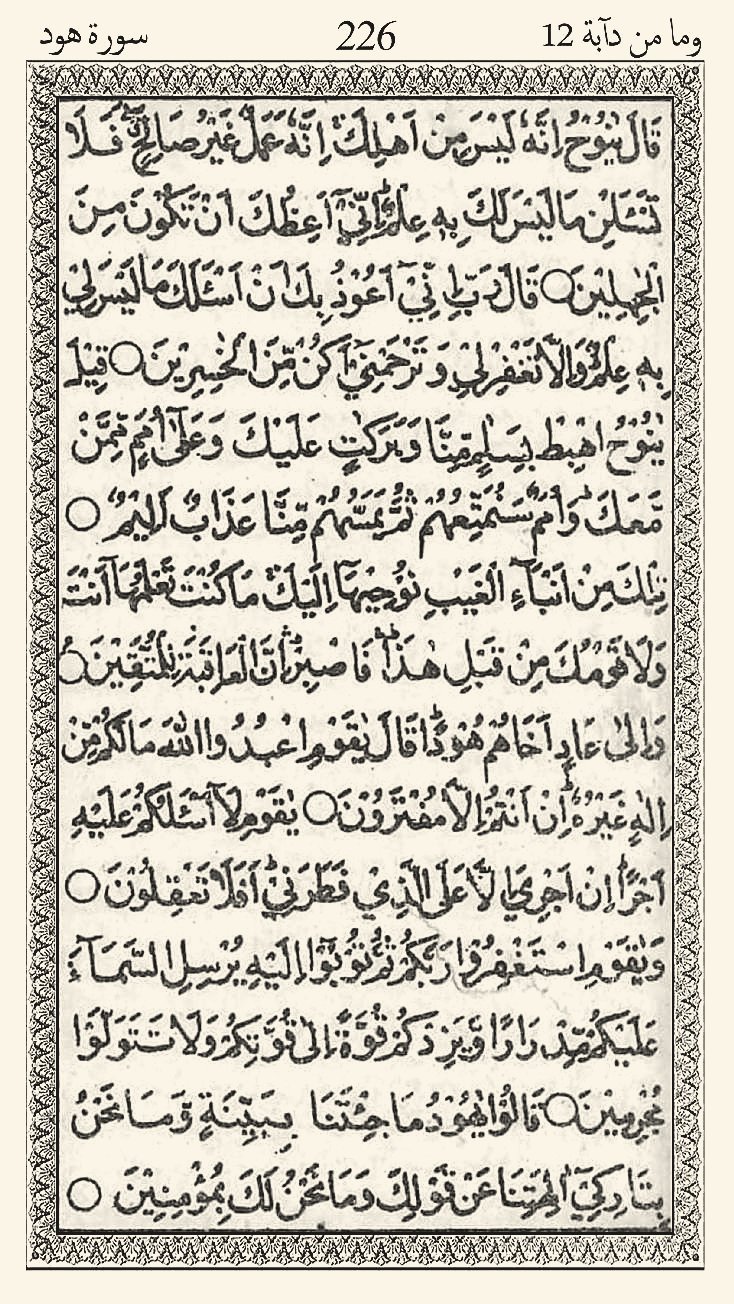 وما من دآبة 12 226 سورة هود
قَالَ يٰنُوْحُ اِنَّهٗ لَيْسَ مِنْ اَهْلِكَ ۚ اِنَّهٗ عَمَلٌ غَيْرُ صَالِحٍ ۖ فَلَا
تَسْئَلْنِ مَا لَيْسَ لَكَ بِهٖ عِلْمٌ ؕ اِنِّيْۤ اَعِظُكَ اَنْ تَكُوْنَ مِنَ
الْجٰهِلِيْنَ ○ قَالَ رَبِّ اِنِّيْۤ اَعُوْذُ بِكَ اَنْ اَسْئَلَكَ مَا لَيْسَ لِيْ
بِهٖ عِلْمٌ ؕ وَاِلَّا تَغْفِرْ لِيْ وَ تَرْحَمْنِيْۤ اَكُنْ مِّنَ الْخٰسِرِيْنَ ○ قِيْلَ
يٰنُوْحُ اهْبِطْ بِسَلٰمٍ مِّنَّا وَبَرَكٰتٍ عَلَيْكَ وَعَلٰۤى اُمَمٍ مِّمَّنْ
مَّعَكَ ؕ وَاُمَمٌ سَنُمَتِّعُهُمْ ثُمَّ يَمَسُّهُمْ مِّنَّا عَذَابٌ اَلِيْمٌ ○
تِلْكَ مِنْ اَنْۢبَآءِ الْغَيْبِ نُوْحِيْهَاۤ اِلَيْكَ ۚ مَا كُنْتَ تَعْلَمُهَاۤ اَنْتَ
وَلَا قَوْمُكَ مِنْ قَبْلِ هٰذَا ۛؕ فَاصْبِرْ ۛؕ اِنَّ الْعَاقِبَةَ لِلْمُتَّقِيْنَ ○
وَاِلٰى عَادٍ اَخَاهُمْ هُوْدًا ؕ قَالَ يٰقَوْمِ اعْبُدُوا اللّٰهَ مَا لَكُمْ مِّنْ
اِلٰهٍ غَيْرُهٗ ؕ اِنْ اَنْتُمْ اِلَّا مُفْتَرُوْنَ ○ يٰقَوْمِ لَاۤ اَسْئَلُكُمْ عَلَيْهِ
اَجْرًا ؕ اِنْ اَجْرِيَ اِلَّا عَلَى الَّذِيْ فَطَرَنِيْ ؕ اَفَلَا تَعْقِلُوْنَ ○
وَيٰقَوْمِ اسْتَغْفِرُوْا رَبَّكُمْ ثُمَّ تُوْبُوْۤا اِلَيْهِ يُرْسِلِ السَّمَآءَ
عَلَيْكُمْ مِّدْرَارًا وَّيَزِدْكُمْ قُوَّةً اِلٰى قُوَّتِكُمْ وَلَا تَتَوَلَّوْا
مُجْرِمِيْنَ ○ قَالُوْا يٰهُوْدُ مَا جِئْتَنَا بِبَيِّنَةٍ وَّمَا نَحْنُ
بِتَارِكِيْۤ اٰلِهَتِنَا عَنْ قَوْلِكَ وَمَا نَحْنُ لَكَ بِمُؤْمِنِيْنَ ○